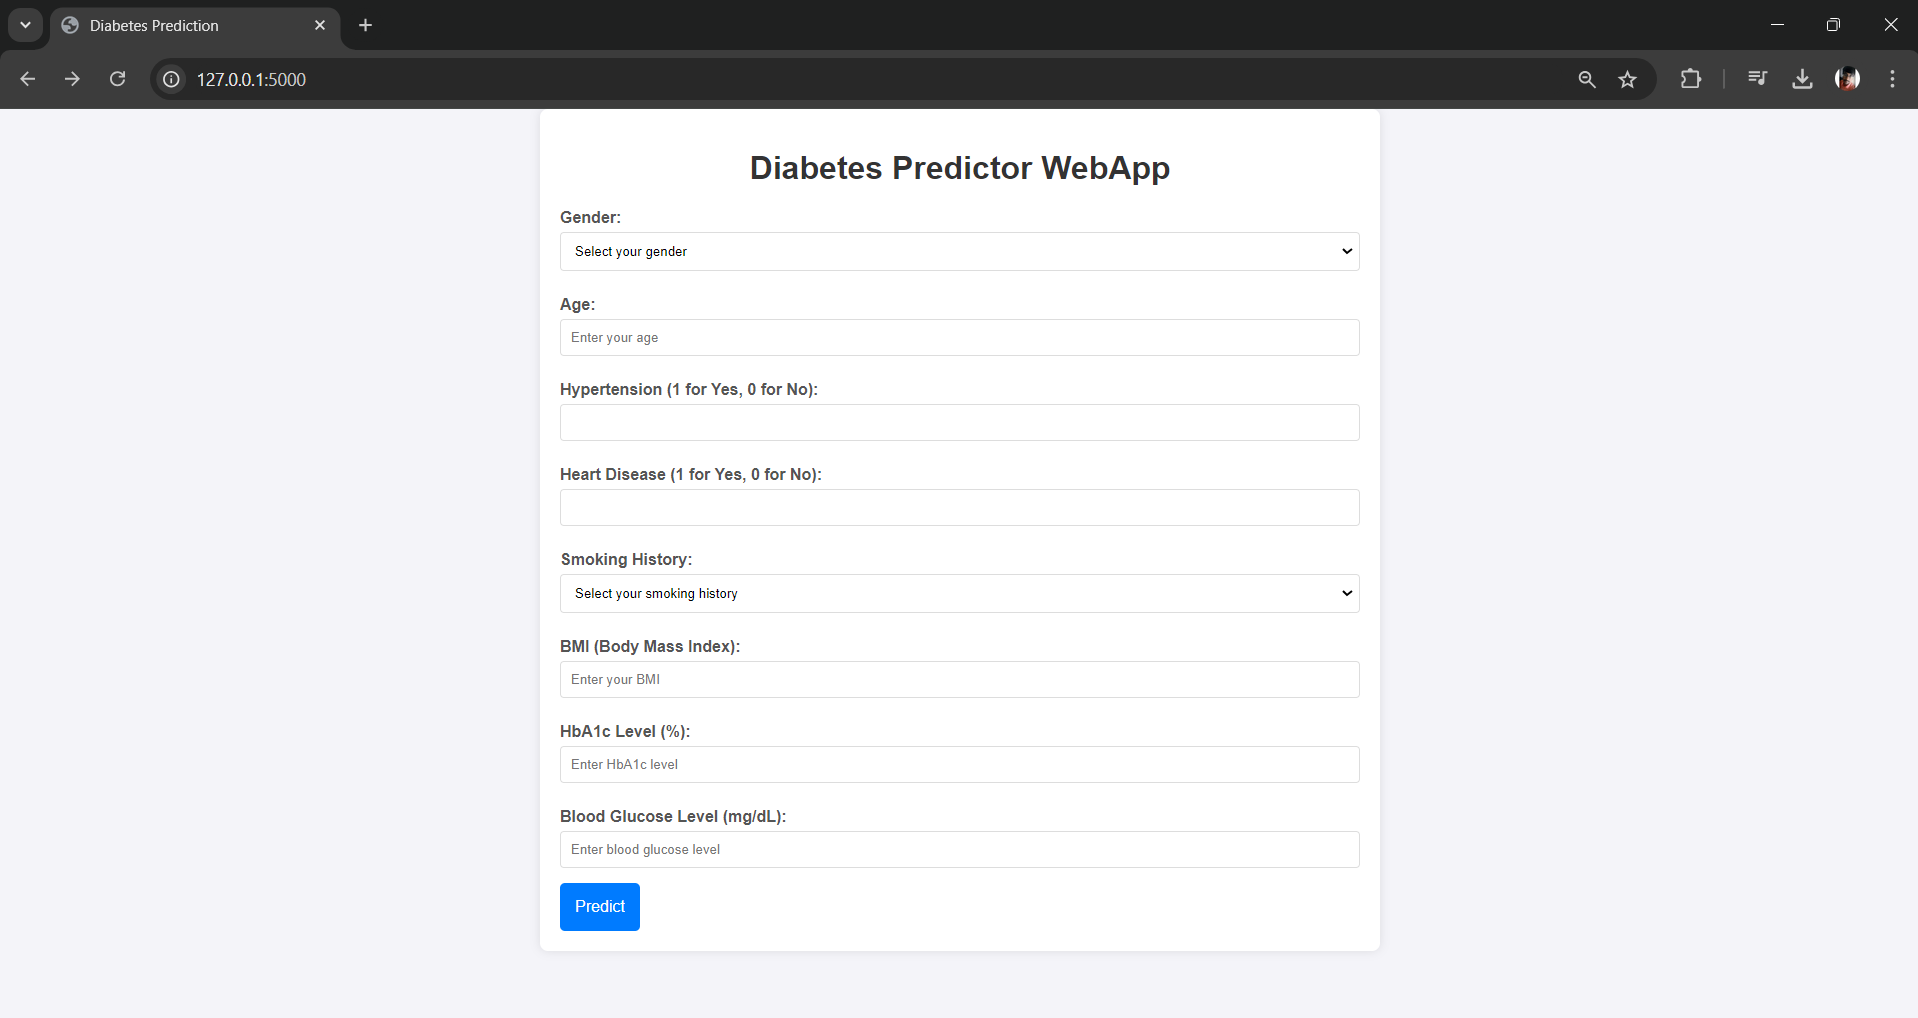 Diabetes Prediction
127.0.0.1:5000
Diabetes Predictor WebApp
Gender:
Select your gender
Age:
Enter your age
Hypertension (1 for Yes, 0 for No):
Heart Disease (1 for Yes, 0 for No):
Smoking History:
Select your smoking history
BMI (Body Mass Index):
Enter your BMI
HbA1c Level (%):
Enter HbA1c level
Blood Glucose Level (mg/dL):
Enter blood glucose level
Predict